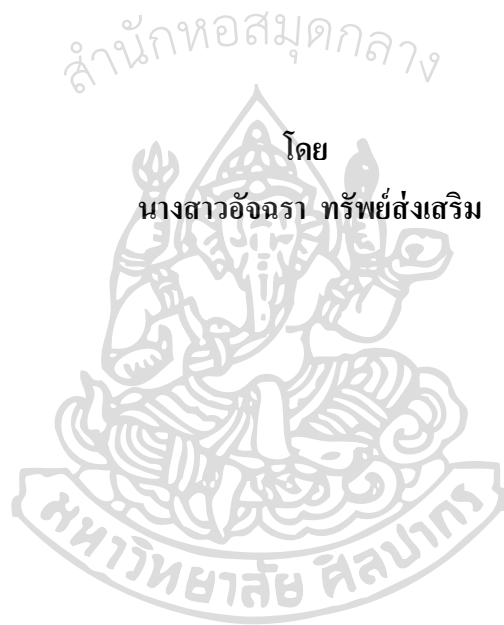 สำนักหอสมุดกลาง
โดย
นางสาวอัจฉรา ทรัพย์ส่งเสริม
มหาวิทยาลัย ศิลปากร